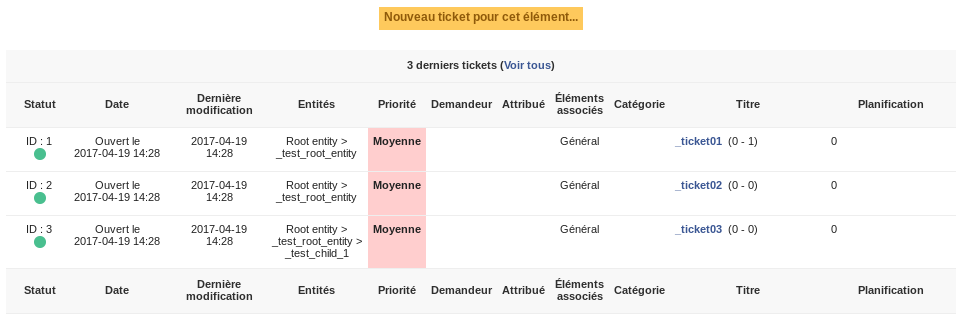 Nouveau ticket pour cet élément...
3 derniers tickets (Voir tous)
Statut Date Dernière modification Entités Priorité Demandeur Attribué Éléments associés Catégorie Titre Planification
ID : 1 Ouvert le 2017-04-19 14:28 2017-04-19 14:28 Root entity > _test_root_entity Moyenne Général _ticket01 (0 - 1) 0
ID : 2 Ouvert le 2017-04-19 14:28 2017-04-19 14:28 Root entity > _test_root_entity Moyenne Général _ticket02 (0 - 0) 0
ID : 3 Ouvert le 2017-04-19 14:28 2017-04-19 14:28 Root entity > _test_root_entity > _test_child_1 Moyenne Général _ticket03 (0 - 0) 0
Statut Date Dernière modification Entités Priorité Demandeur Attribué Éléments associés Catégorie Titre Planification